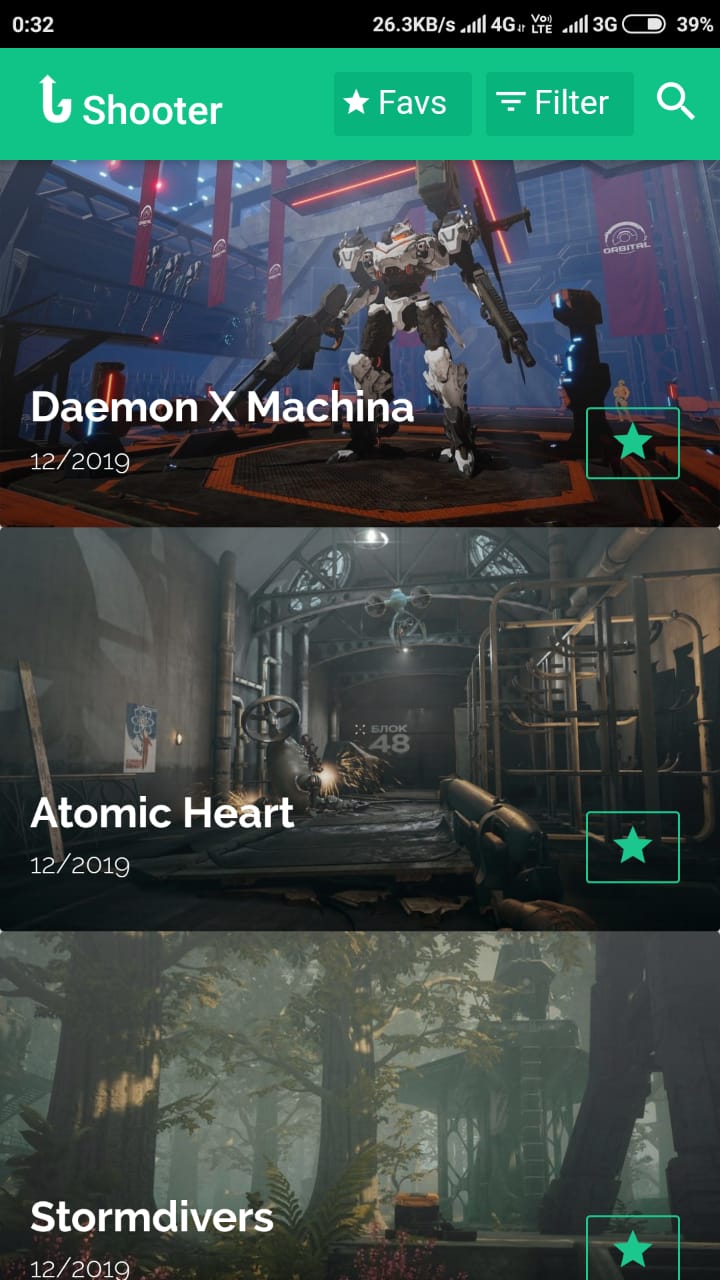 0:32
26.3KB/s 4G Vo)) LTE 3G 39%
Shooter
Favs
Filter
ORBITAL
Daemon X Machina
12/2019
БЛОК
48
Atomic Heart
12/2019
Stormdivers
12/2019